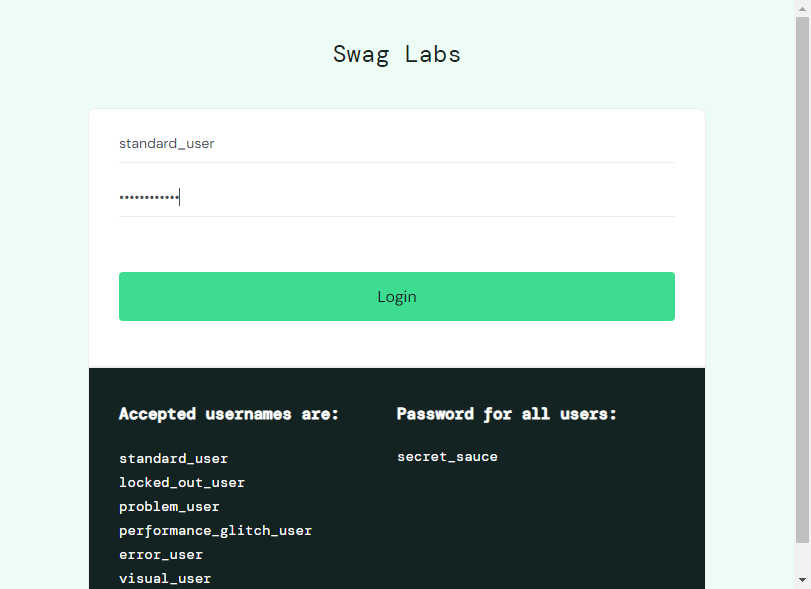 Swag Labs
standard_user
••••••••••••
Login
Accepted usernames are:
standard_user
locked_out_user
problem_user
performance_glitch_user
error_user
visual_user
Password for all users:
secret_sauce